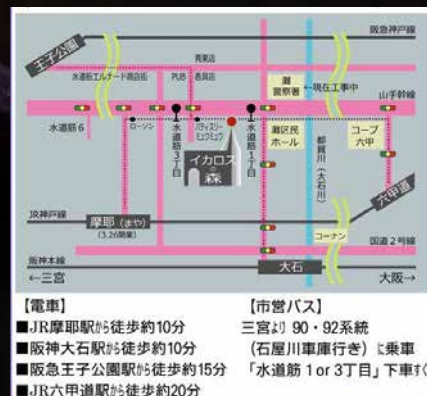 阪急神戸線
王子公園
青果店
灘警察署
←現在工事中
水道筋エルナード商店街
PUB
呑具店
山手幹線
水道筋6
ローソン
水道筋3丁目
パティスリーミュウミュウ
水道筋1丁目
灘区民ホール
都賀川(大石川)
コープ六甲
イカロスの森
六甲道
JR神戸線
摩耶(まや)
(3.26開業)
コーナン
国道2号線
阪神本線
大石
←三宮
大阪→
【電車】
■JR摩耶駅から徒歩約10分
■阪神大石駅から徒歩約10分
■阪急王子公園駅から徒歩約15分
■JR六甲道駅から徒歩約20分
【市営バス】
三宮より 90・92系統
(石屋川車庫行き)に乗車
「水道筋 1 or 3丁目」下車すぐ